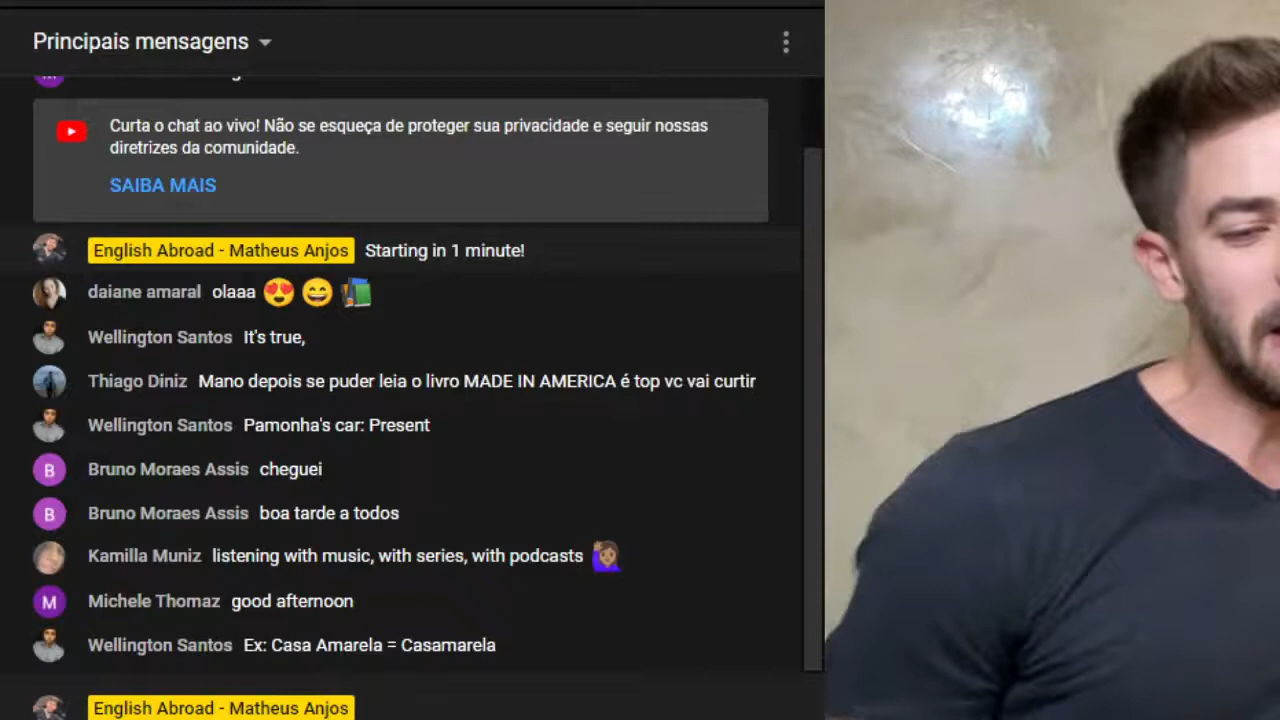 Principais mensagens
Curta o chat ao vivo! Não se esqueça de proteger sua privacidade e seguir nossas
diretrizes da comunidade.
SAIBA MAIS
English Abroad - Matheus Anjos Starting in 1 minute!
daiane amaral olaaa 😍 😄 📚
Wellington Santos It's true,
Thiago Diniz Mano depois se puder leia o livro MADE IN AMERICA é top vc vai curtir
Wellington Santos Pamonha's car: Present
B Bruno Moraes Assis cheguei
B Bruno Moraes Assis boa tarde a todos
Kamilla Muniz listening with music, with series, with podcasts 🙋🏽‍♀️
M Michele Thomaz good afternoon
Wellington Santos Ex: Casa Amarela = Casamarela
English Abroad - Matheus Anjos